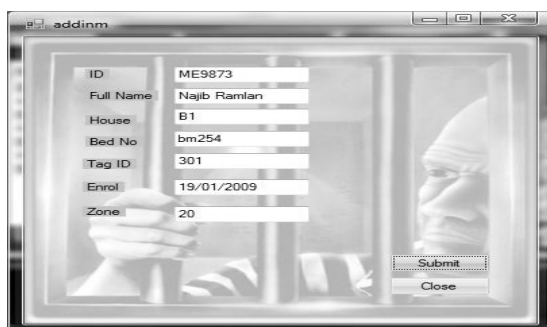 addinm
ID ME9873
Full Name Najib Ramlan
House B1
Bed No bm254
Tag ID 301
Enrol 19/01/2009
Zone 20
Submit
Close